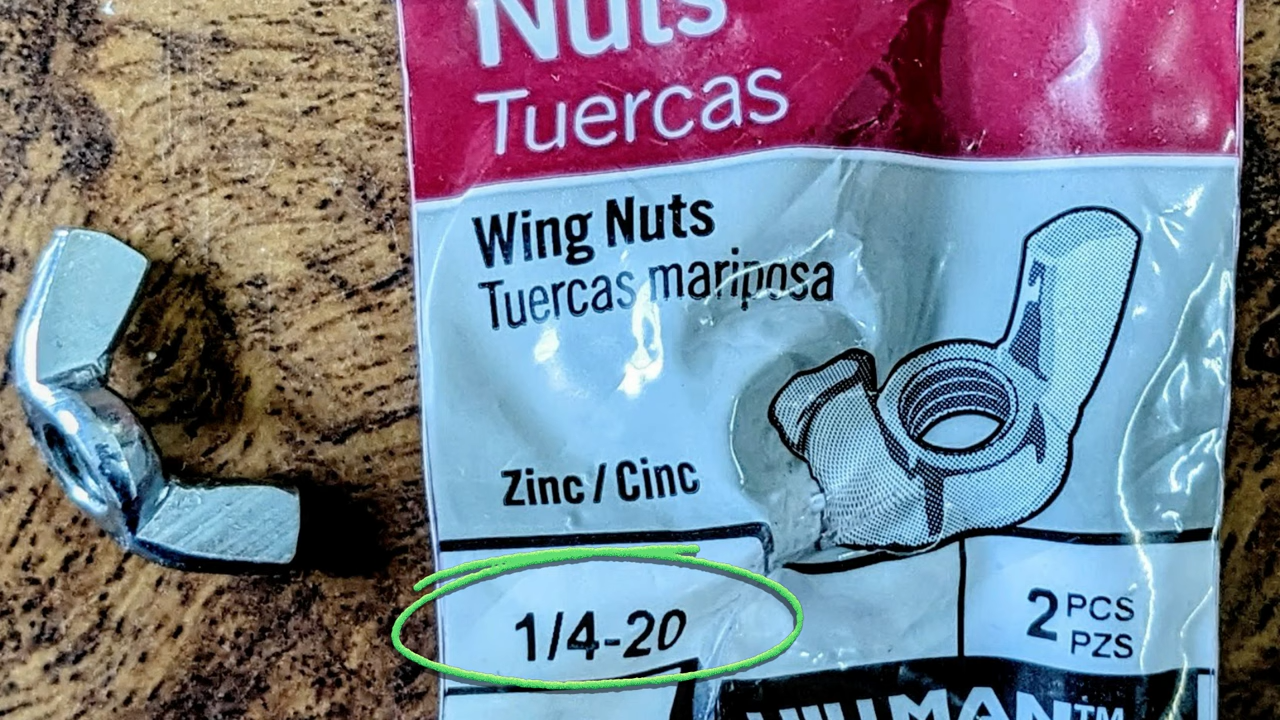 Nuts
Tuercas
Wing Nuts
Tuercas mariposa
Zinc / Cinc
1/4-20
2 PCS
PZS
HILLMAN™